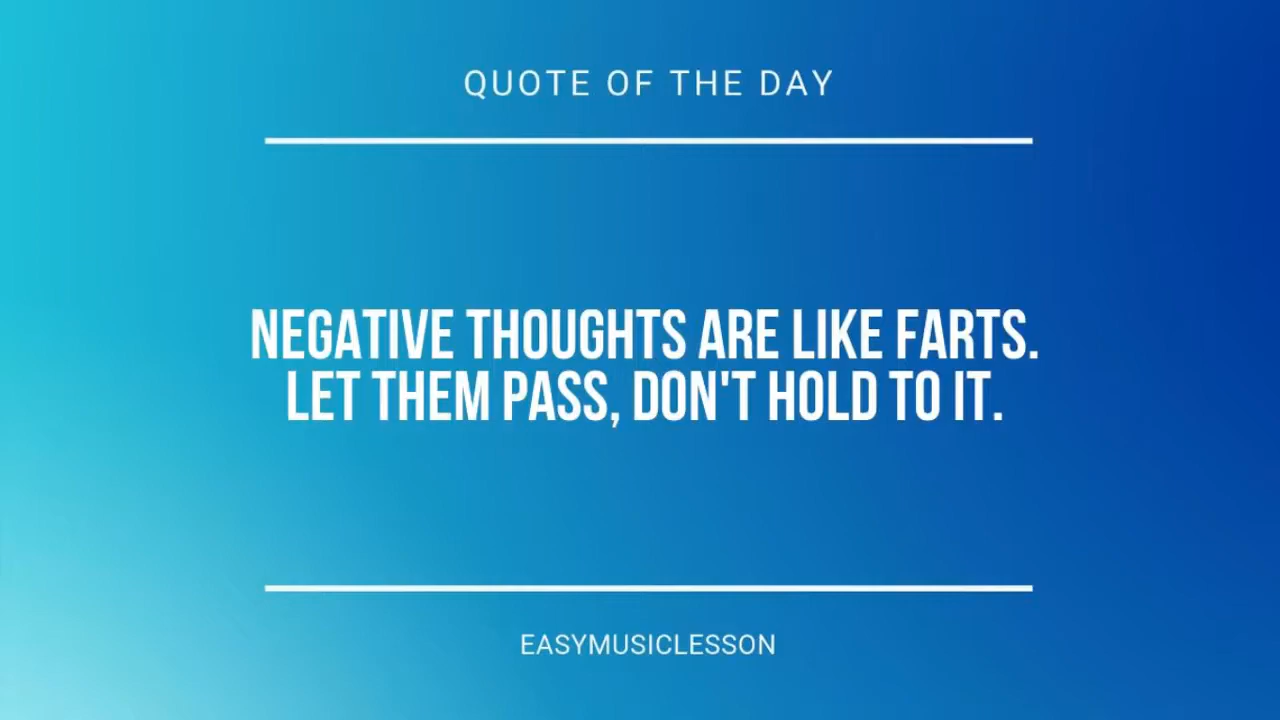 QUOTE OF THE DAY
NEGATIVE THOUGHTS ARE LIKE FARTS.
LET THEM PASS, DON'T HOLD TO IT.
EASYMUSICLESSON